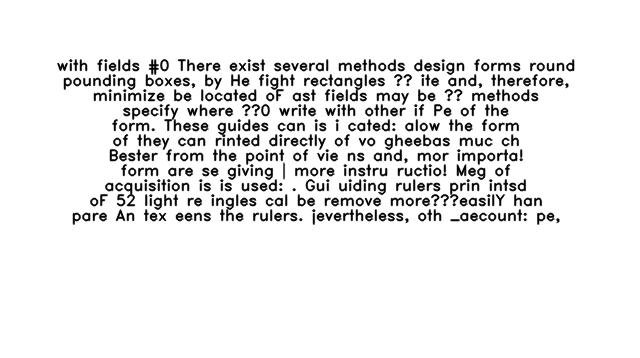 with fields #0 There exist several methods design forms round
pounding boxes, by He fight rectangles ?? ite and, therefore,
minimize be located oF ast fields may be ?? methods
specify where ??0 write with other if Pe of the
form. These guides can is i cated: alow the form
of they can rinted directly of vo gheebas muc ch
Bester from the point of vie ns and, mor importa!
form are se giving | more instru ructio! Meg of
acquisition is is used: . Gui uiding rulers prin intsd
oF 52 light re ingles cal be remove more???easilY han
pare An tex eens the rulers. jevertheless, oth _aecount: pe,